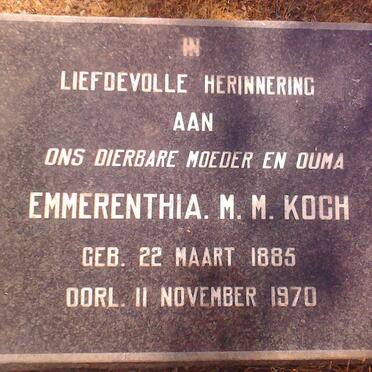 IN
LIEFDEVOLLE HERINNERING
AAN
ONS DIERBARE MOEDER EN OUMA
EMMERENTHIA. M. M. KOCH
GEB. 22 MAART 1885
OORL. 11 NOVEMBER 1970